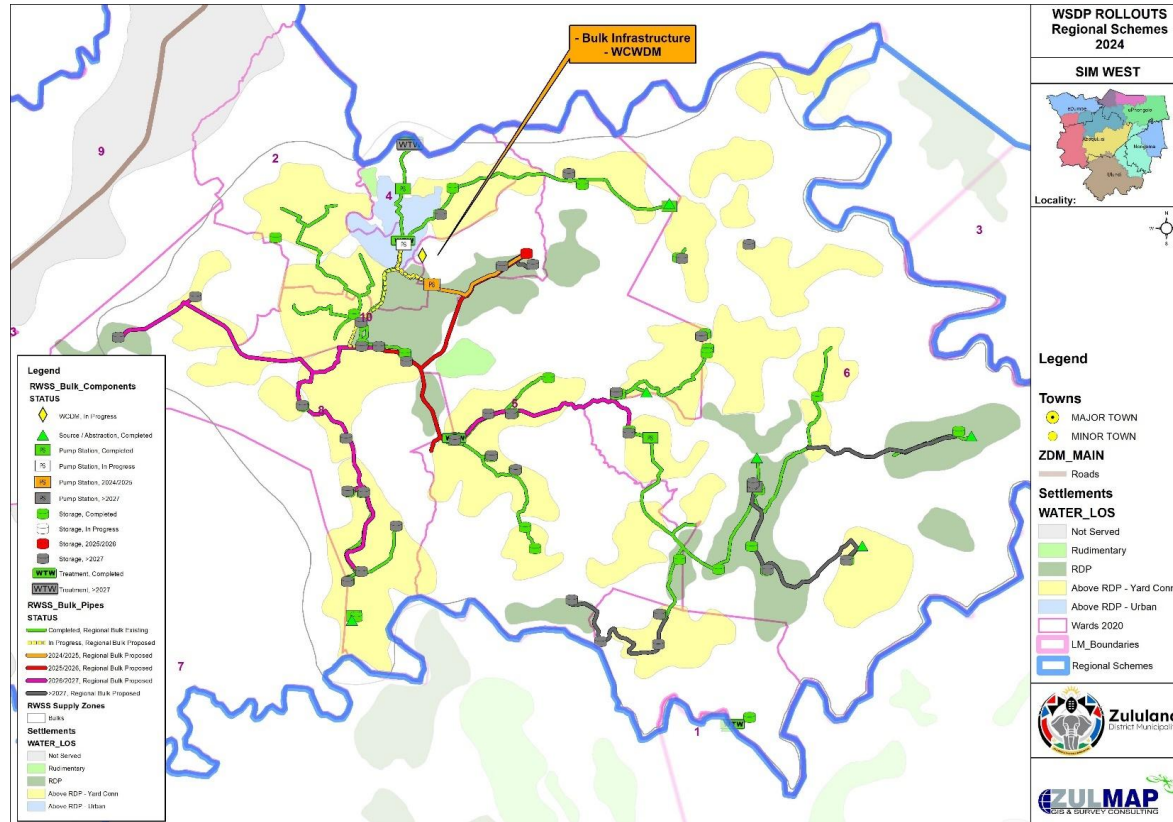 WSDP ROLLOUTS
Regional Schemes
2024
SIM WEST
Locality:
- Bulk Infrastructure
- WCWDM
9
2
4
3
10
6
5
7
1
WTW
PS
PS
PS
PS
WTW
Legend
RWSS_Bulk_Components
STATUS
WCDM, In Progress
Source / Abstraction, Completed
Pump Station, Completed
Pump Station, In Progress
Pump Station, 2024/2025
Pump Station, >2027
Storage, Completed
Storage, In Progress
Storage, 2025/2026
Storage, >2027
Treatment, Completed
Treatment, >2027
RWSS_Bulk_Pipes
STATUS
Completed, Regional Bulk Existing
In Progress, Regional Bulk Proposed
2024/2025, Regional Bulk Proposed
2025/2026, Regional Bulk Proposed
2026/2027, Regional Bulk Proposed
>2027, Regional Bulk Proposed
RWSS Supply Zones
Bulks
Settlements
WATER_LOS
Not Served
Rudimentary
RDP
Above RDP - Yard Conn
Above RDP - Urban
Legend
Towns
MAJOR TOWN
MINOR TOWN
ZDM_MAIN
Roads
Settlements
WATER_LOS
Not Served
Rudimentary
RDP
Above RDP - Yard Conn
Above RDP - Urban
Wards 2020
LM_Boundaries
Regional Schemes
Zululand
District Municipality
ZULMAP
GIS & SURVEY CONSULTING